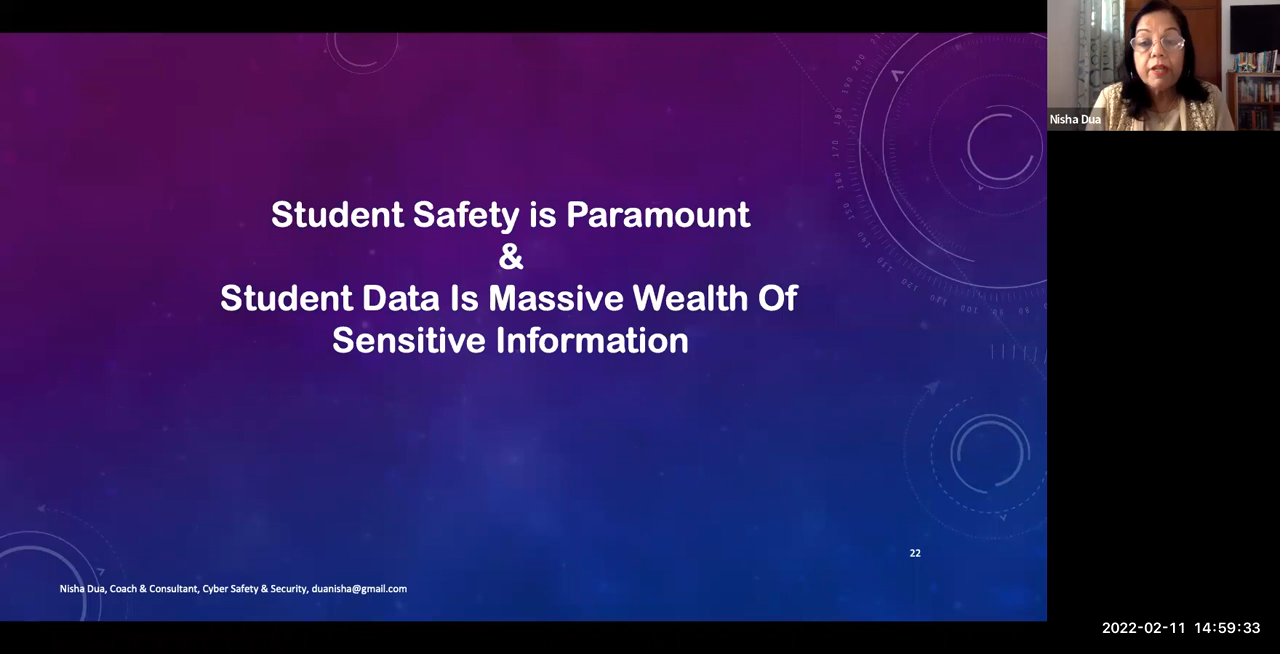 Student Safety is Paramount
&
Student Data Is Massive Wealth Of
Sensitive Information
22
Nisha Dua, Coach & Consultant, Cyber Safety & Security, duanisha@gmail.com
Nisha Dua
2022-02-11 14:59:33